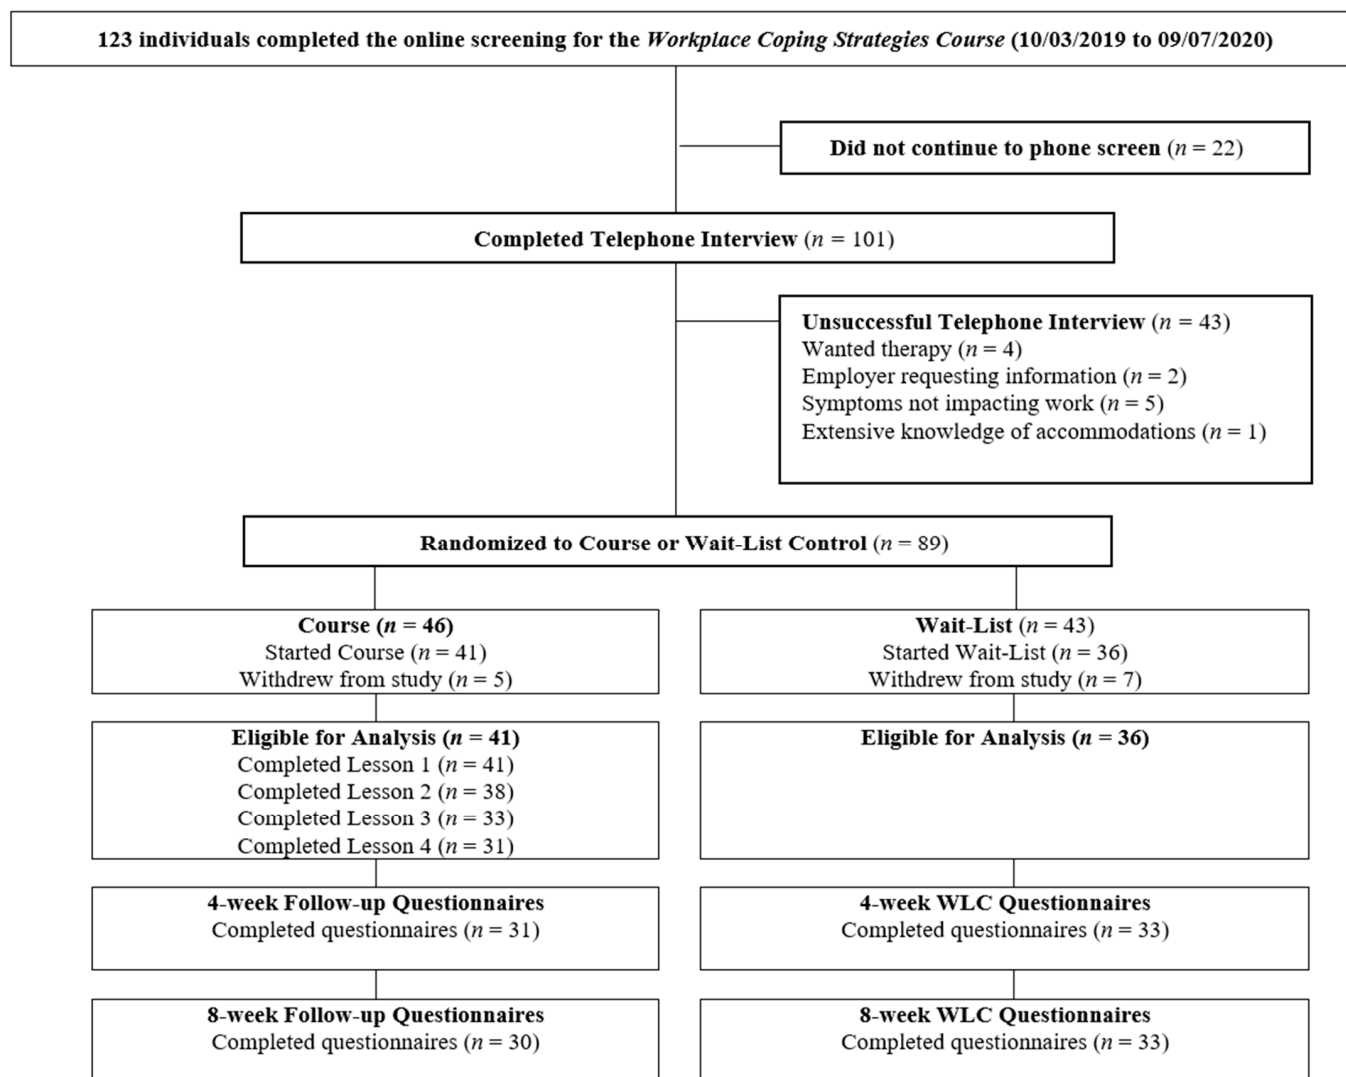 123 individuals completed the online screening for the Workplace Coping Strategies Course (10/03/2019 to 09/07/2020)
Did not continue to phone screen (n = 22)
Completed Telephone Interview (n = 101)
Unsuccessful Telephone Interview (n = 43)
Wanted therapy (n = 4)
Employer requesting information (n = 2)
Symptoms not impacting work (n = 5)
Extensive knowledge of accommodations (n = 1)
Randomized to Course or Wait-List Control (n = 89)
Course (n = 46)
Started Course (n = 41)
Withdrew from study (n = 5)
Wait-List (n = 43)
Started Wait-List (n = 36)
Withdrew from study (n = 7)
Eligible for Analysis (n = 41)
Completed Lesson 1 (n = 41)
Completed Lesson 2 (n = 38)
Completed Lesson 3 (n = 33)
Completed Lesson 4 (n = 31)
Eligible for Analysis (n = 36)
4-week Follow-up Questionnaires
Completed questionnaires (n = 31)
4-week WLC Questionnaires
Completed questionnaires (n = 33)
8-week Follow-up Questionnaires
Completed questionnaires (n = 30)
8-week WLC Questionnaires
Completed questionnaires (n = 33)